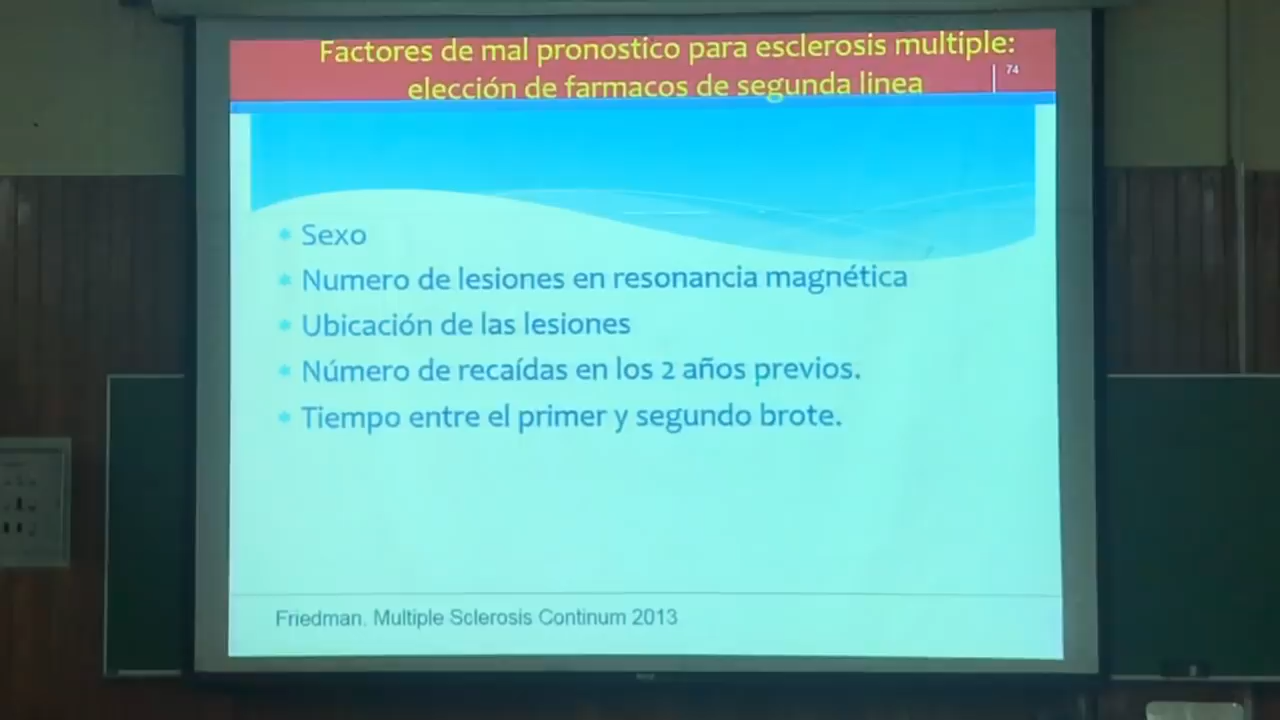 Factores de mal pronostico para esclerosis multiple:
elección de farmacos de segunda linea
74
Sexo
Numero de lesiones en resonancia magnética
Ubicación de las lesiones
Número de recaídas en los 2 años previos.
Tiempo entre el primer y segundo brote.
Friedman. Multiple Sclerosis Continum 2013